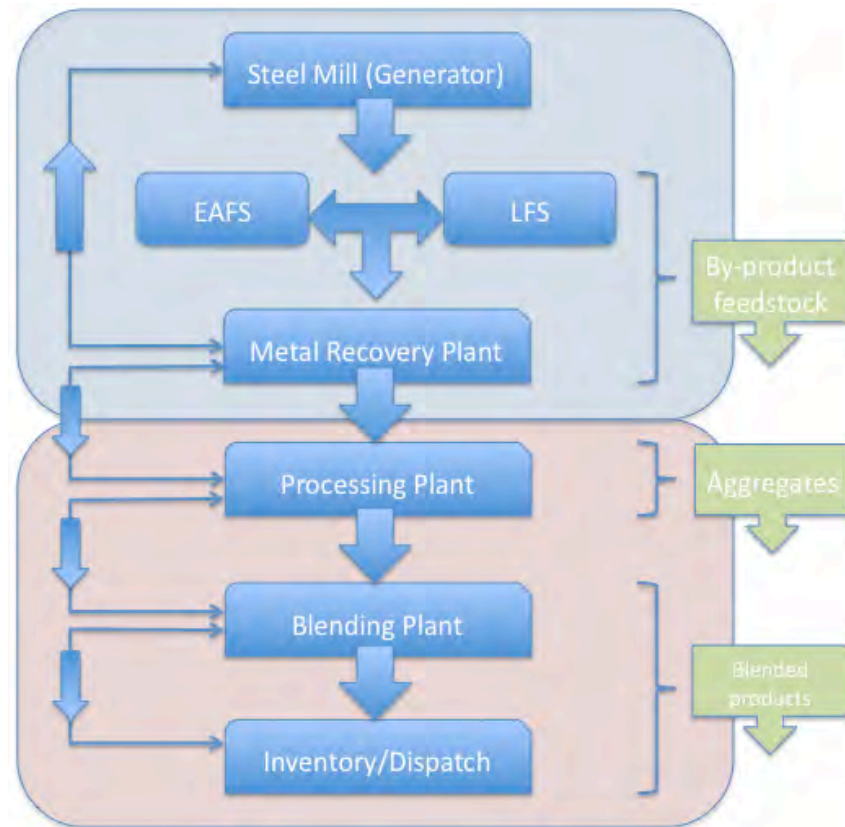 Steel Mill (Generator)
EAFS
LFS
By-product
feedstock
Metal Recovery Plant
Processing Plant
Aggregates
Blending Plant
Blended
products
Inventory/Dispatch